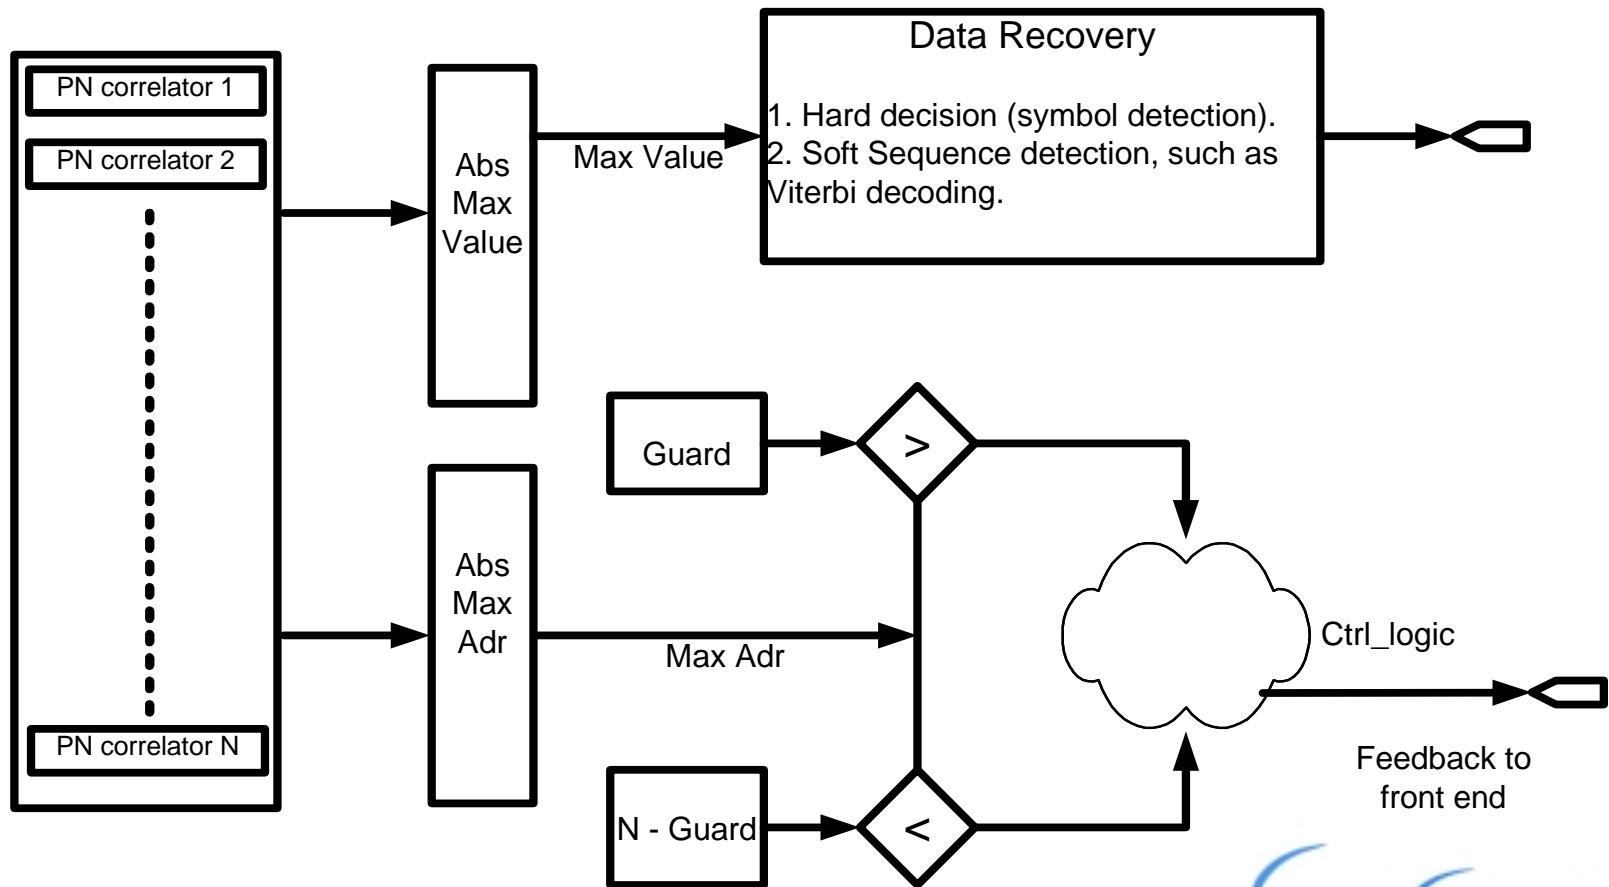 PN correlator 1
PN correlator 2
PN correlator N
Abs
Max
Value
Max Value
Data Recovery
1. Hard decision (symbol detection).
2. Soft Sequence detection, such as
Viterbi decoding.
Abs
Max
Adr
Max Adr
Guard
>
N - Guard
<
Ctrl_logic
Feedback to
front end